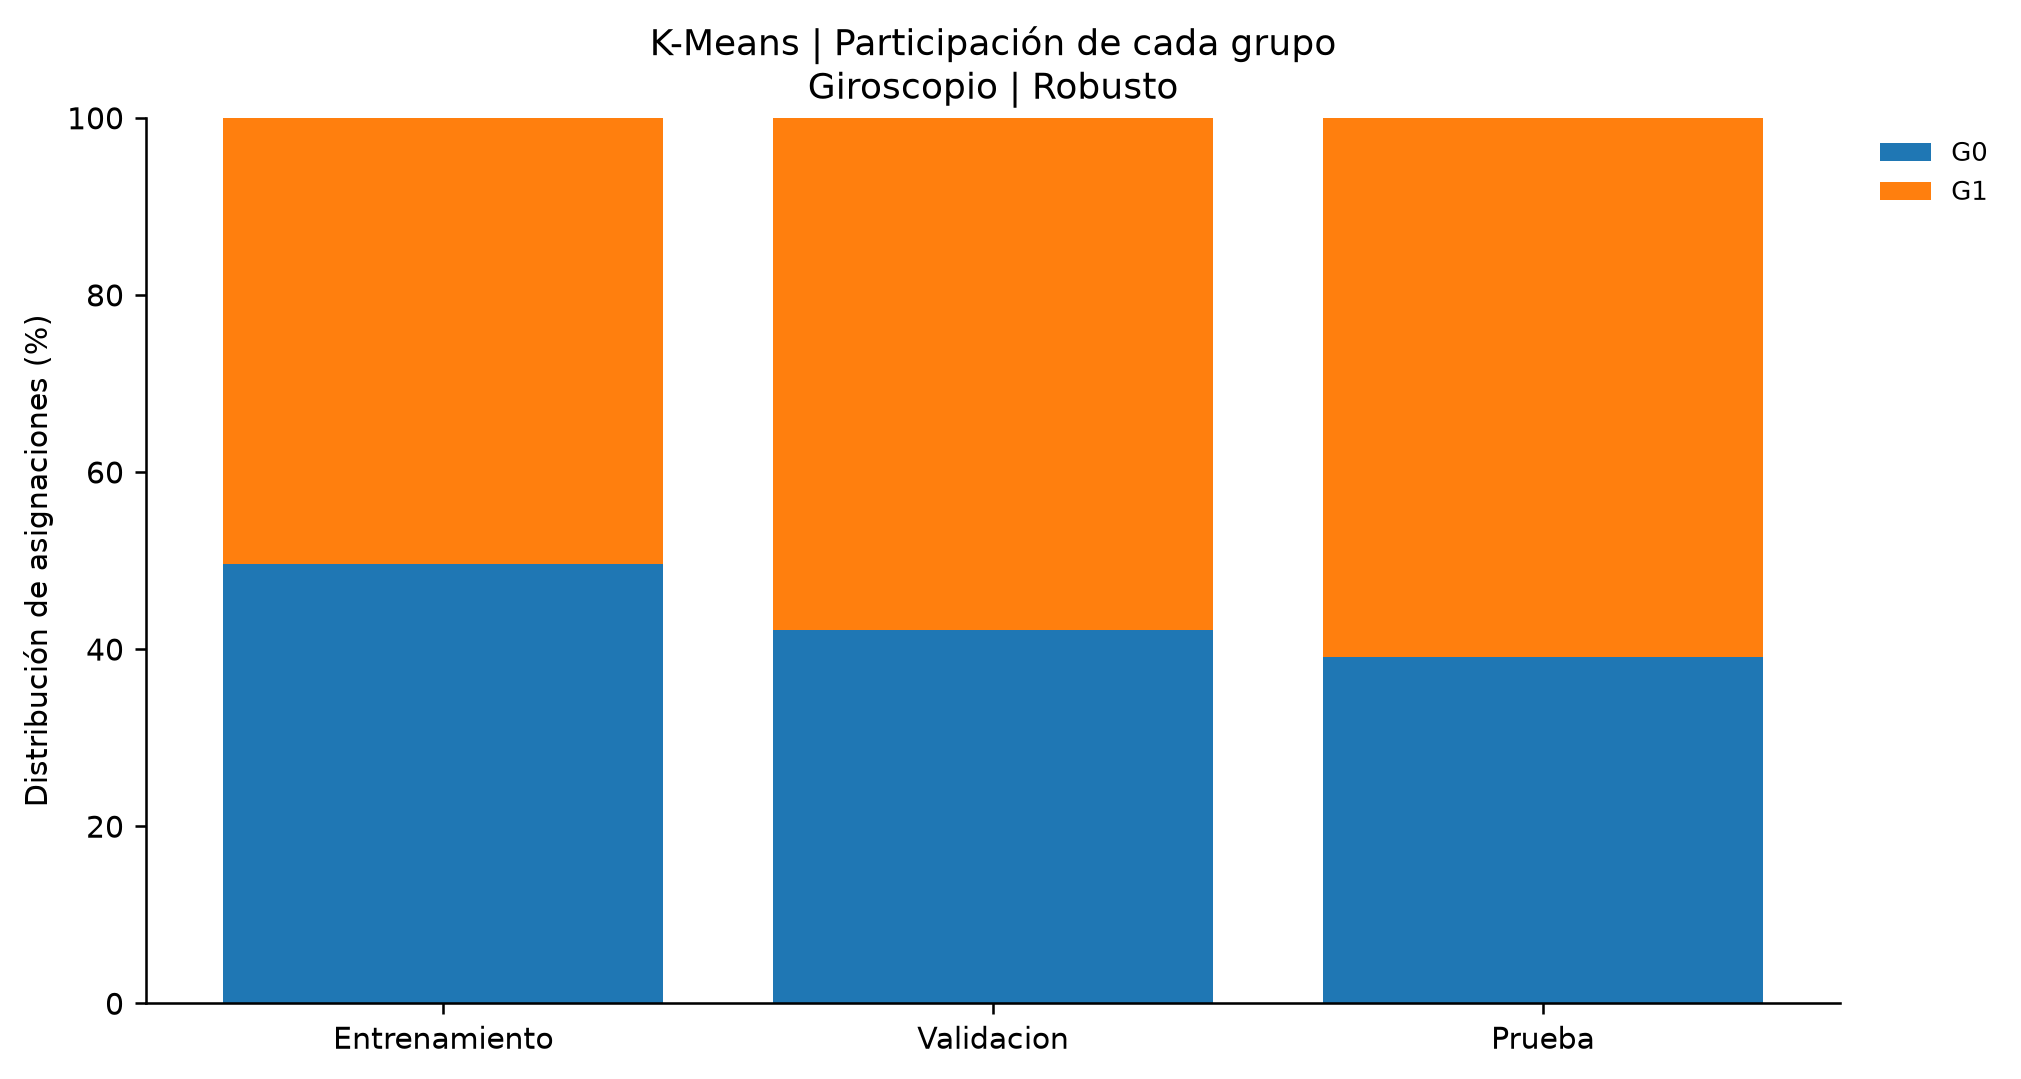 K-Means | Participación de cada grupo
Giroscopio | Robusto
Distribución de asignaciones (%)
100
80
60
40
20
0
Entrenamiento
Validacion
Prueba
G0
G1